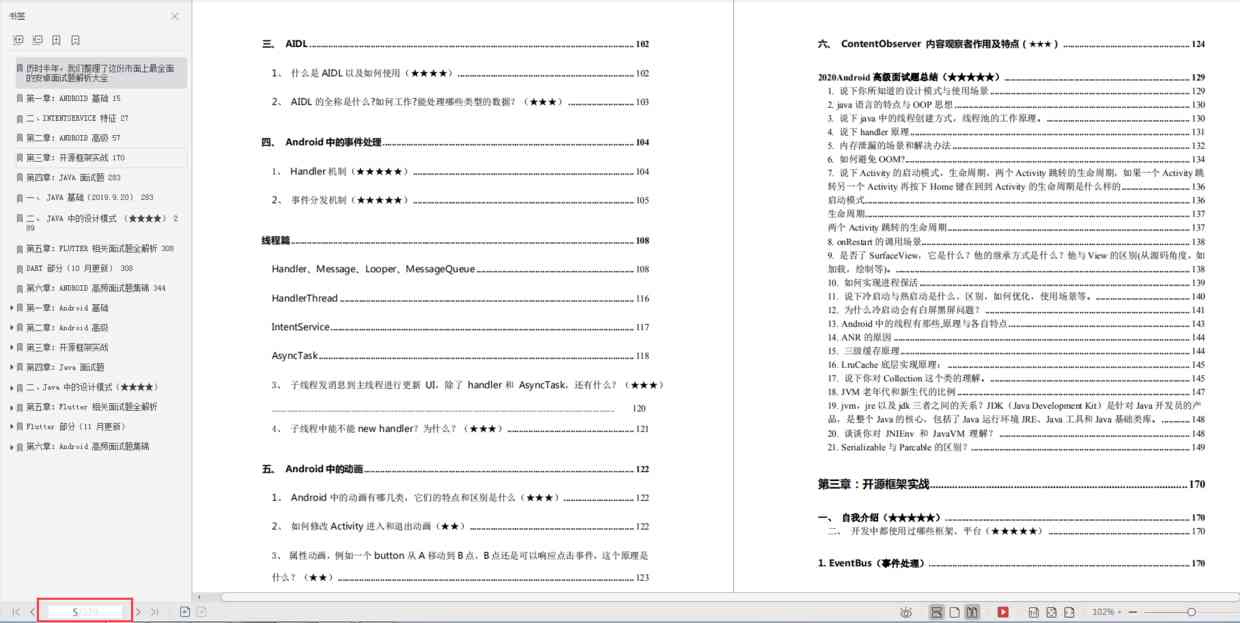 书签
历时半年，我们整理了这份市面上最全面
的安卓面试题解析大全
第一章: ANDROID 基础 15
二、INTENTSERVICE 特征 27
第二章: ANDROID 高级 57
第三章: 开源框架实战 170
第四章: JAVA 面试题 283
一、 JAVA 基础（2019.9.20） 283
二、 JAVA 中的设计模式 （★★★★） 2
89
第五章: FLUTTER 相关面试题全解析 308
DART 部分（10 月更新） 308
第六章: ANDROID 高频面试题集锦 344
第一章: Android 基础
第二章: Android 高级
第三章: 开源框架实战
第四章: Java 面试题
二、Java 中的设计模式（★★★★）
第五章: Flutter 相关面试题全解析
Flutter 部分（11 月更新）
第六章: Android 高频面试题集锦
三、 AIDL 102
1、 什么是 AIDL 以及如何使用（★★★★） 102
2、 AIDL 的全称是什么?如何工作?能处理哪些类型的数据？（★★★） 103
四、 Android 中的事件处理 104
1、 Handler 机制（★★★★★） 104
2、 事件分发机制（★★★★★） 105
线程篇 108
Handler、Message、Looper、MessageQueue 108
HandlerThread 116
IntentService 117
AsyncTask 118
3、 子线程发消息到主线程进行更新 UI，除了 handler 和 AsyncTask，还有什么？（★★★）
120
4、 子线程中能不能 new handler？为什么？（★★★） 121
五、 Android 中的动画 122
1、 Android 中的动画有哪几类，它们的特点和区别是什么（★★★） 122
2、 如何修改 Activity 进入和退出动画（★★） 122
3、 属性动画，例如一个 button 从 A 移动到 B 点，B 点还是可以响应点击事件，这个原理是
什么？（★★） 123
六、 ContentObserver 内容观察者作用及特点（★★★） 124
2020Android 高级面试题总结（★★★★★） 129
1. 说下你所知道的设计模式与使用场景 129
2. java 语言的特点与 OOP 思想 130
3. 说下 java 中的线程创建方式，线程池的工作原理。 130
4. 说下 handler 原理 131
5. 内存泄漏的场景和解决办法 132
6. 如何避免 OOM? 134
7. 说下 Activity 的启动模式，生命周期，两个 Activity 跳转的生命周期，如果一个 Activity 跳
转另一个 Activity 再按下 Home 键在回到 Activity 的生命周期是什么样的 136
启动模式 136
生命周期 137
两个 Activity 跳转的生命周期 137
8. onRestart 的调用场景 138
9. 是否了 SurfaceView，它是什么？他的继承方式是什么？他与 View 的区别(从源码角度，如
加载，绘制等)。 138
10. 如何实现进程保活 139
11. 说下冷启动与热启动是什么，区别，如何优化，使用场景等。 140
12. 为什么冷启动会有白屏黑屏问题？ 141
13. Android 中的线程有那些,原理与各自特点 143
14. ANR 的原因 144
15. 三级缓存原理 144
16. LruCache 底层实现原理： 145
17. 说下你对 Collection 这个类的理解。 145
18. JVM 老年代和新生代的比例 147
19. jvm，jre 以及 jdk 三者之间的关系？JDK（Java Development Kit）是针对 Java 开发员的产
品，是整个 Java 的核心，包括了 Java 运行环境 JRE、Java 工具和 Java 基础类库。 148
20. 谈谈你对 JNIEnv 和 JavaVM 理解？ 148
21. Serializable 与 Parcable 的区别？ 149
第三章：开源框架实战 170
一、 自我介绍（★★★★★） 170
二、 开发中都使用过哪些框架、平台（★★★★★） 170
1. EventBus（事件处理） 170
5
102%